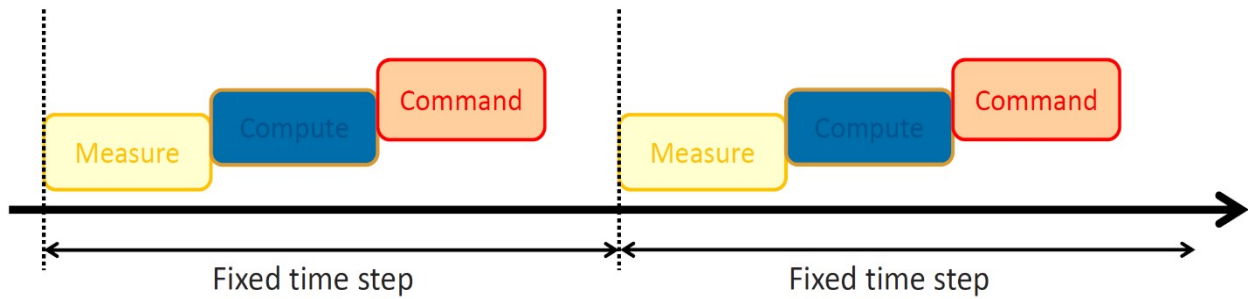 Command
Command
Compute
Compute
Measure
Measure
Fixed time step
Fixed time step